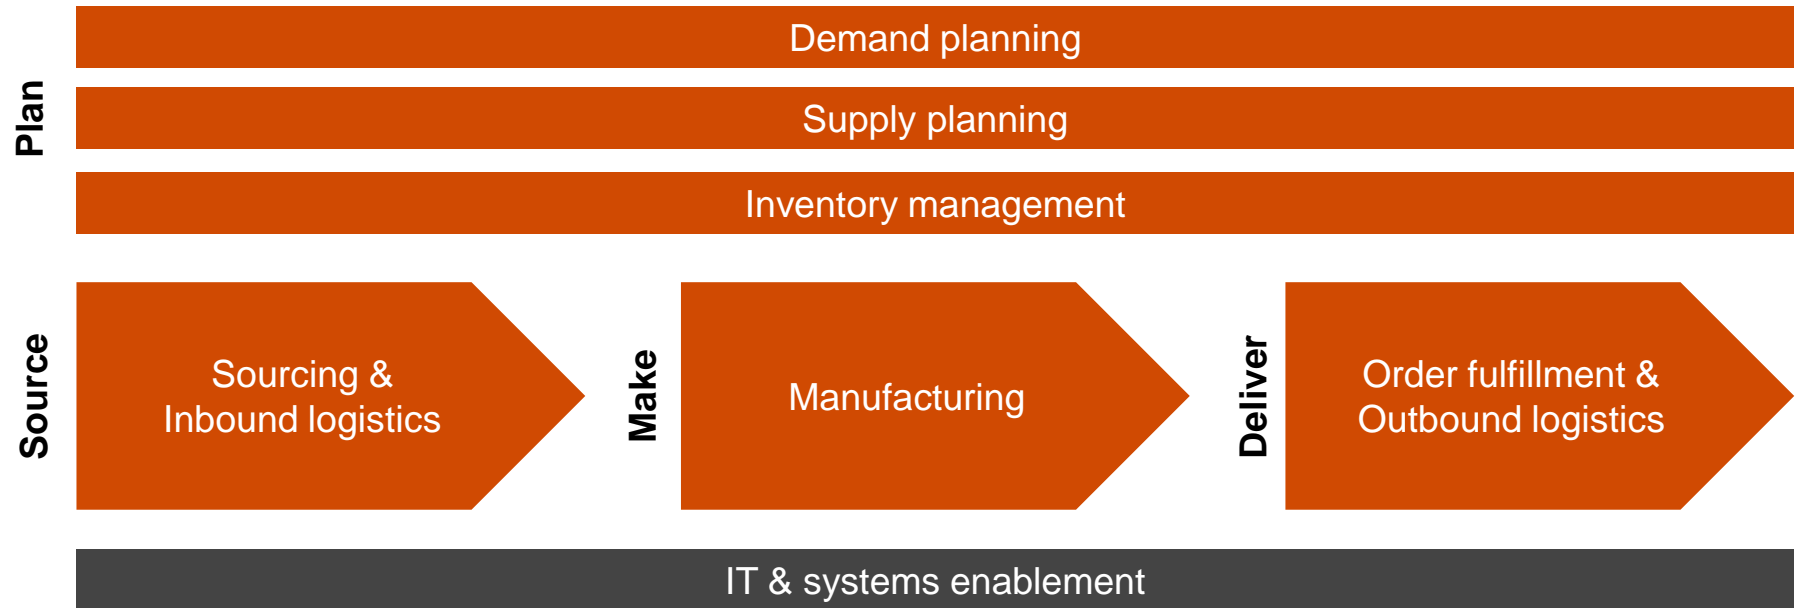 Plan
Demand planning
Supply planning
Inventory management
Source
Sourcing &
Inbound logistics
Make
Manufacturing
Deliver
Order fulfillment &
Outbound logistics
IT & systems enablement